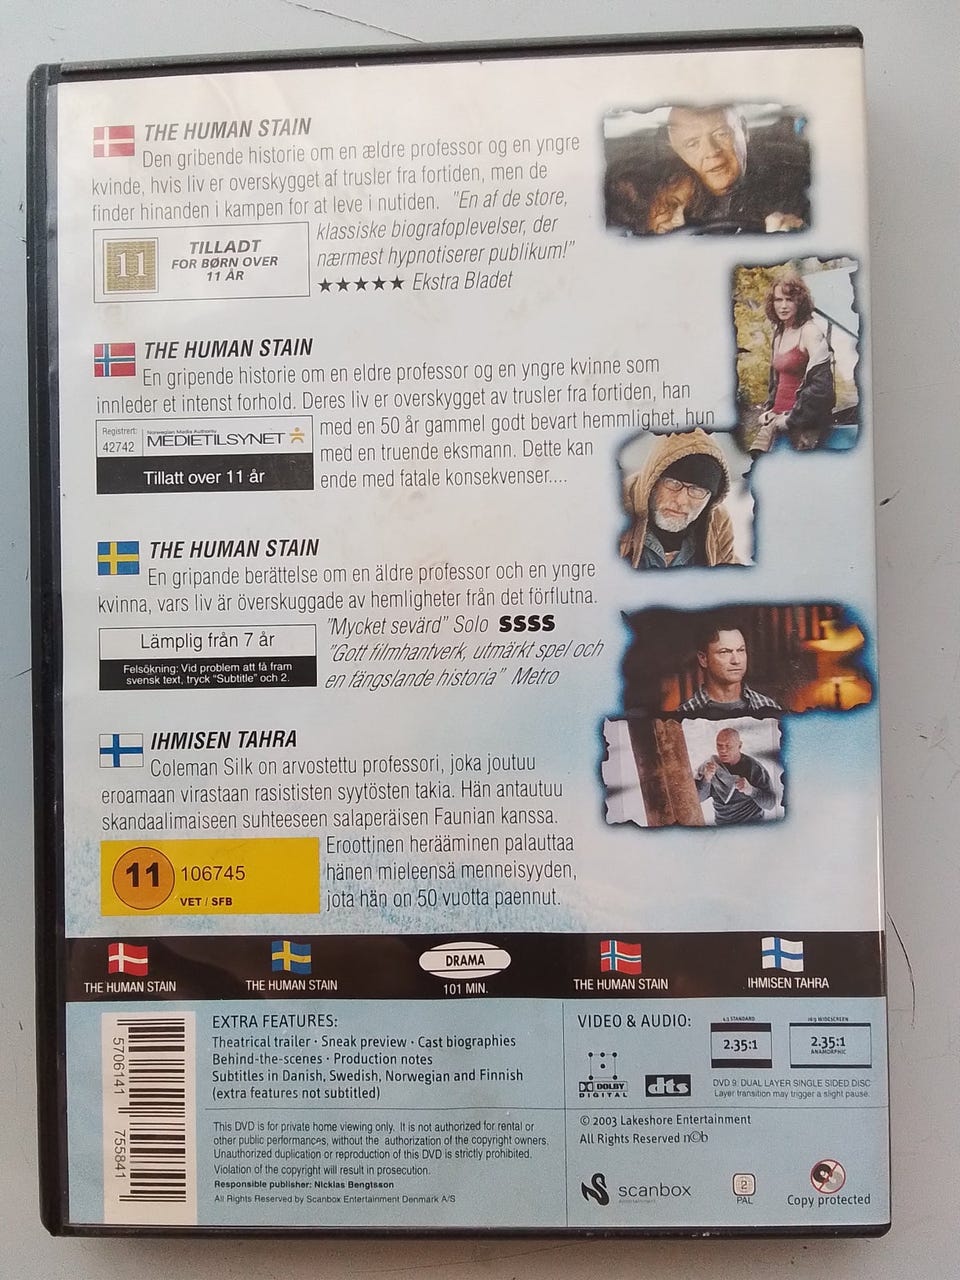 THE HUMAN STAIN
Den gribende historie om en ældre professor og en yngre
kvinde, hvis liv er overskygget af trusler fra fortiden, men de
finder hinanden i kampen for at leve i nutiden. "En af de store,
klassiske biografoplevelser, der
nærmest hypnotiserer publikum!"
★★★★★ Ekstra Bladet
11
TILLADT
FOR BØRN OVER
11 ÅR
THE HUMAN STAIN
En gripende historie om en eldre professor og en yngre kvinne som
innleder et intenst forhold. Deres liv er overskygget av trusler fra fortiden, han
med en 50 år gammel godt bevart hemmlighet, hun
med en truende eksmann. Dette kan
ende med fatale konsekvenser....
Registrert:
42742
Norwegian Media Authority
MEDIETILSYNET
Tillatt over 11 år
THE HUMAN STAIN
En gripande berättelse om en äldre professor och en yngre
kvinna, vars liv är överskuggade av hemligheter från det förflutna.
"Mycket sevärd" Solo SSSS
"Gott filmhantverk, utmärkt spel och
en fängslande historia" Metro
Lämplig från 7 år
Felsökning: Vid problem att få fram
svensk text, tryck "Subtitle" och 2.
IHMISEN TAHRA
Coleman Silk on arvostettu professori, joka joutuu
eroamaan virastaan rasististen syytösten takia. Hän antautuu
skandaalimaiseen suhteeseen salaperäisen Faunian kanssa.
Eroottinen herääminen palauttaa
hänen mieleensä menneisyyden,
jota hän on 50 vuotta paennut.
11 106745
VET / SFB
THE HUMAN STAIN
THE HUMAN STAIN
DRAMA
101 MIN.
THE HUMAN STAIN
IHMISEN TAHRA
5706141 755841
EXTRA FEATURES:
Theatrical trailer · Sneak preview · Cast biographies
Behind-the-scenes · Production notes
Subtitles in Danish, Swedish, Norwegian and Finnish
(extra features not subtitled)
This DVD is for private home viewing only. It is not authorized for rental or
other public performances, without the authorization of the copyright owners.
Unauthorized duplication or reproduction of this DVD is strictly prohibited.
Violation of the copyright will result in prosecution.
Responsible publisher: Nicklas Bengtsson
All Rights Reserved by Scanbox Entertainment Denmark A/S
VIDEO & AUDIO:
4:3 STANDARD
2.35:1
16:9 WIDESCREEN
2.35:1
ANAMORPHIC
DOLBY
DIGITAL
dts
DVD 9: DUAL LAYER SINGLE SIDED DISC
Layer transition may trigger a slight pause.
© 2003 Lakeshore Entertainment
All Rights Reserved n©b
scanbox
entertainment
2
PAL
Copy protected